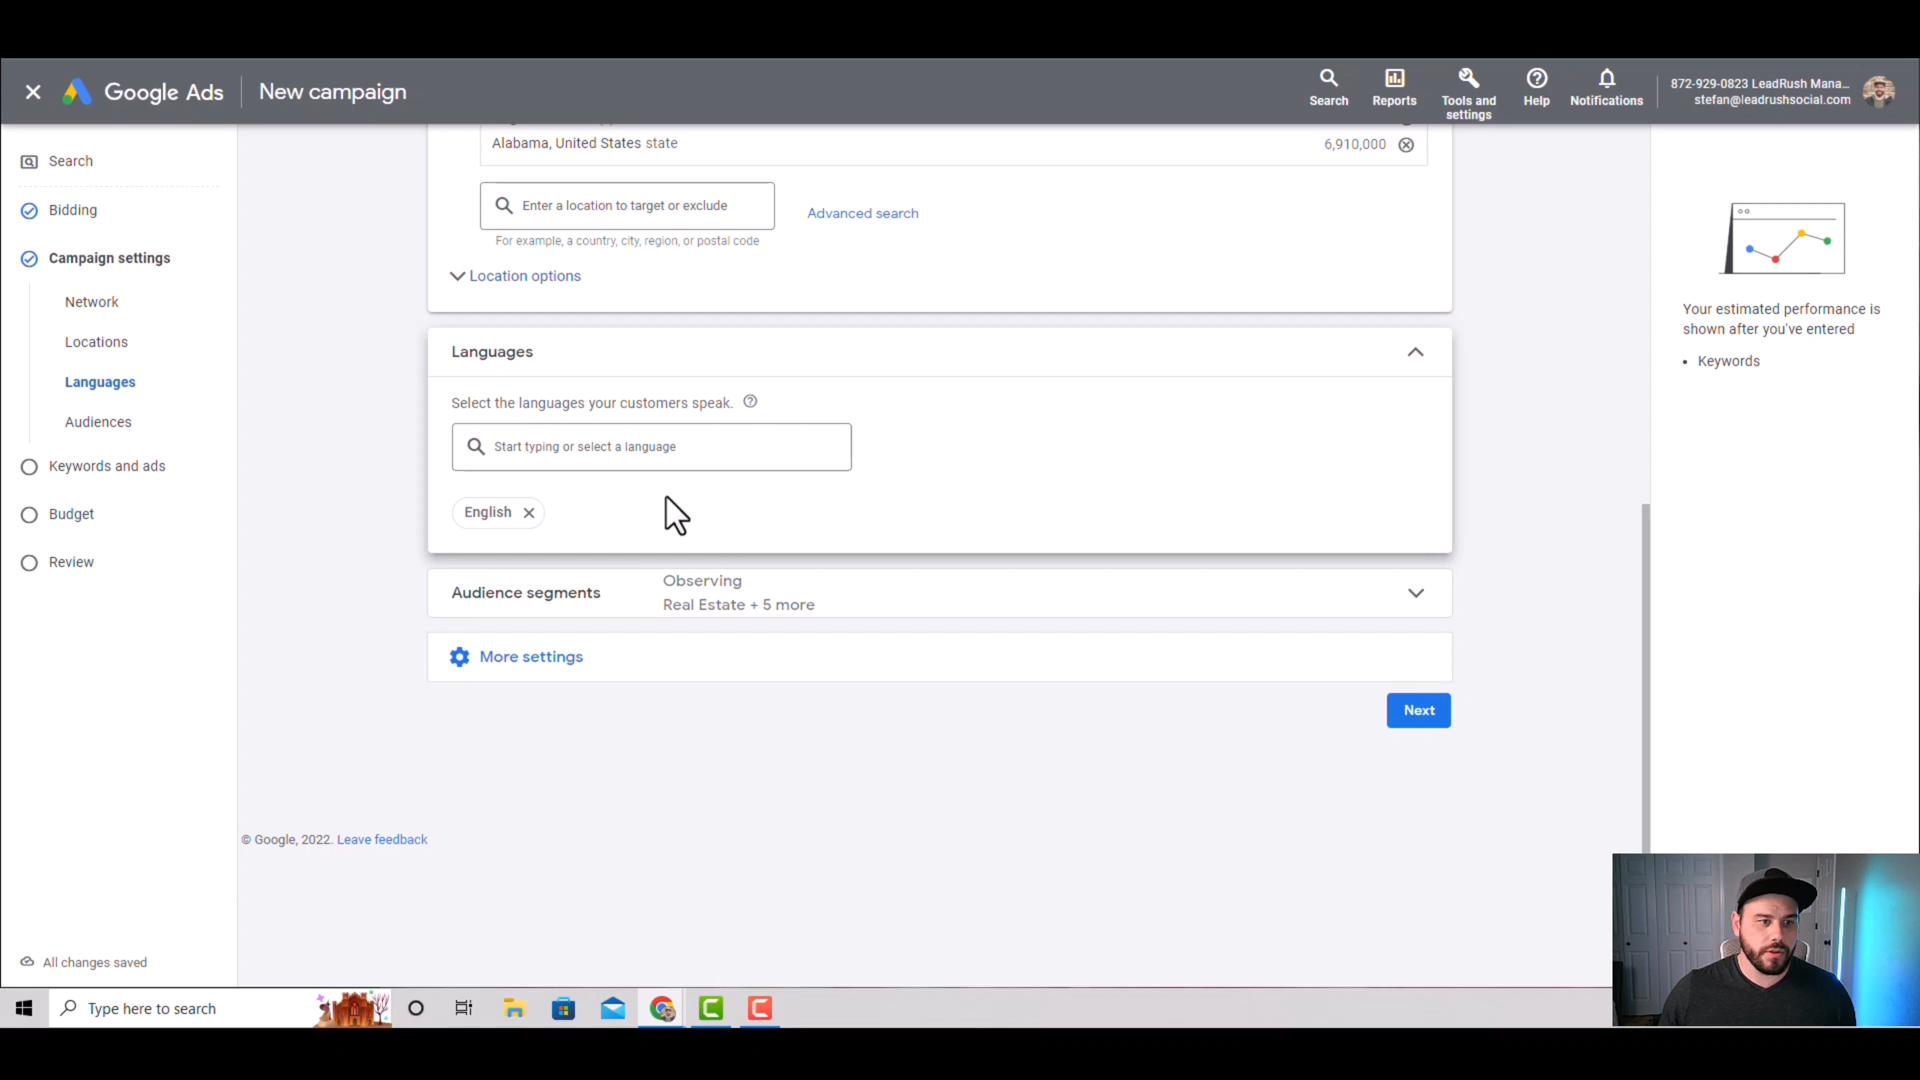 Google Ads
New campaign
Search
Reports
Tools and
settings
Help
Notifications
872-929-0823 LeadRush Mana...
stefan@leadrushsocial.com
Search
Bidding
Campaign settings
Network
Locations
Languages
Audiences
Keywords and ads
Budget
Review
All changes saved
Alabama, United States state
6,910,000
Enter a location to target or exclude
Advanced search
For example, a country, city, region, or postal code
Location options
Languages
Select the languages your customers speak.
Start typing or select a language
English
Audience segments
Observing
Real Estate + 5 more
More settings
Next
© Google, 2022. Leave feedback
Your estimated performance is
shown after you've entered
• Keywords
Type here to search